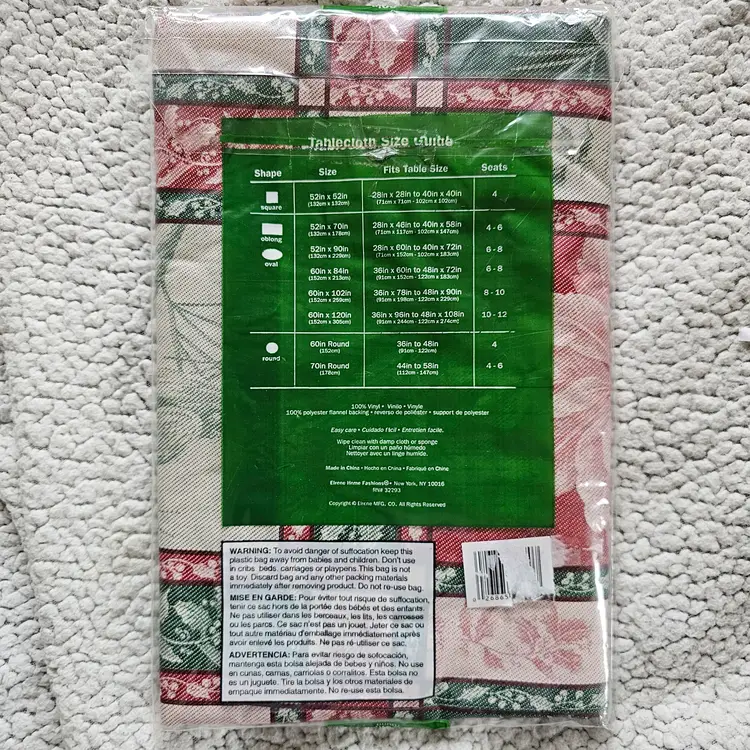 Tablecloth Size Guide
Shape Size Fits Table Size Seats
square 52in x 52in 28in x 28in to 40in x 40in 4
(132cm x 132cm) (71cm x 71cm - 102cm x 102cm)
oblong 52in x 70in 28in x 46in to 40in x 58in 4-6
(132cm x 178cm) (71cm x 117cm - 102cm x 147cm)
oval 52in x 90in 28in x 60in to 40in x 72in 6-8
(132cm x 229cm) (71cm x 152cm - 102cm x 183cm)
60in x 84in 36in x 60in to 48in x 72in 6-8
(152cm x 213cm) (91cm x 152cm - 122cm x 183cm)
60in x 102in 36in x 78in to 48in x 90in 8-10
(152cm x 259cm) (91cm x 198cm - 122cm x 229cm)
60in x 120in 36in x 96in to 48in x 108in 10-12
(152cm x 305cm) (91cm x 244cm - 122cm x 274cm)
round 60in Round 36in to 48in 4
(152cm) (91cm - 122cm)
70in Round 44in to 58in 4-6
(178cm) (112cm - 147cm)
100% Vinyl • Vinilo • Vinyle
100% polyester flannel backing • reverso de poliéster • support de polyester
Easy care • Cuidado fácil • Entretien facile.
Wipe clean with damp cloth or sponge
Limpiar con un paño húmedo
Nettoyer avec un linge humide.
Made in China • Hecho en China • Fabriqué en China
Elrene Home Fashions® • New York, NY 10016
RN# 32293
Copyright © Elrene MFG. CO. All Rights Reserved
WARNING: To avoid danger of suffocation keep this
plastic bag away from babies and children. Don't use
in cribs beds, carriages or playpens. This bag is not
a toy. Discard bag and any other packing materials
immediately after removing product. Do not re-use bag.
MISE EN GARDE: Pour éviter tout risque de suffocation,
tenir ce sac hors de la portée des bébés et des enfants.
Ne pas utiliser dans les berceaux, les lits, les carrosses
ou les parcs. Ce sac n'est pas un jouet. Jeter ce sac ou
tout autre matériau d'emballage immédiatement après
avoir enlevé les produits. Ne pas ré-utiliser ce sac.
ADVERTENCIA: Para evitar riesgo de sofocación,
mantenga esta bolsa alejada de bebes y niños. No use
en cunas, camas, carriolas o corralitos. Esta bolsa no
es un juguete. Tire la bolsa y los otros materiales de
empaque immediatamente. No re-use esta bolsa.